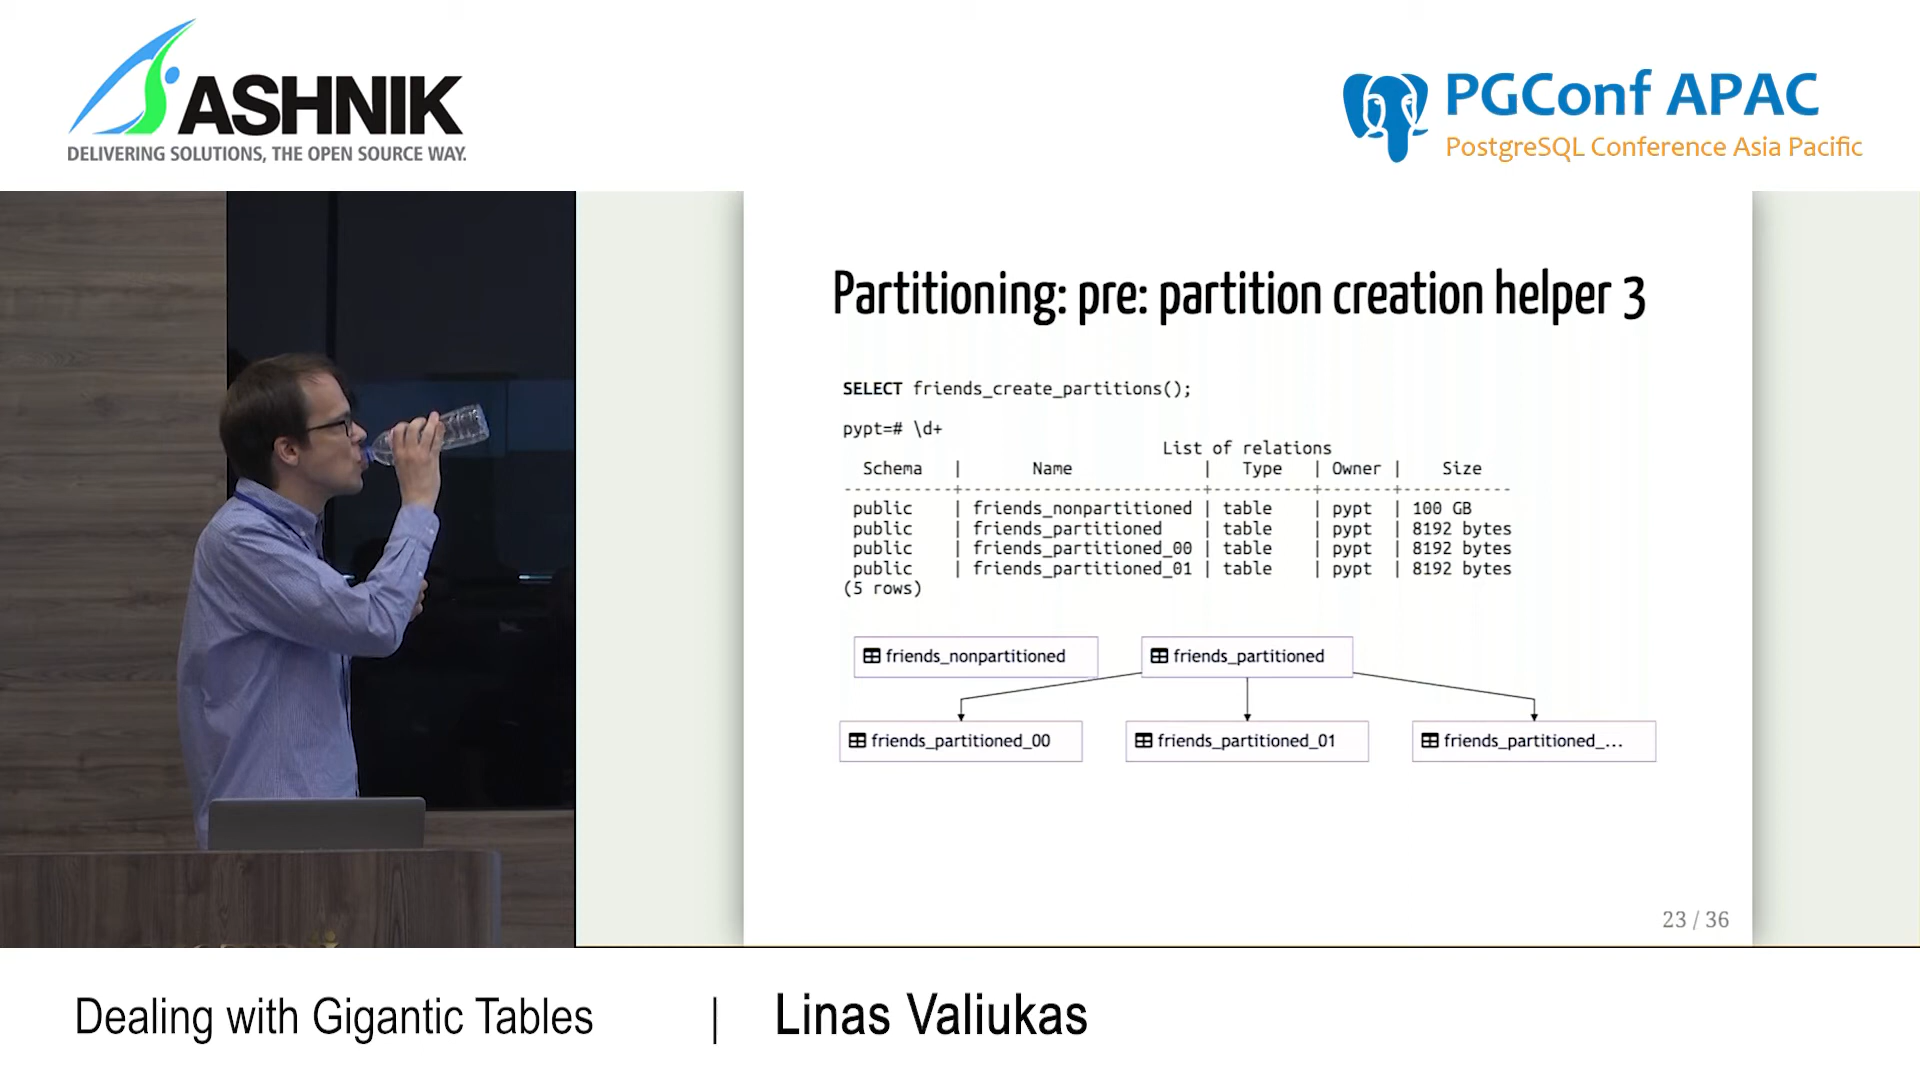 ASHNIK
DELIVERING SOLUTIONS, THE OPEN SOURCE WAY.
PGConf APAC
PostgreSQL Conference Asia Pacific
Partitioning: pre: partition creation helper 3
SELECT friends_create_partitions();
pypt=# \d+
List of relations
Schema | Name | Type | Owner | Size
-----------+-------------------------+-----------+-------+-----------
public | friends_nonpartitioned | table | pypt | 100 GB
public | friends_partitioned | table | pypt | 8192 bytes
public | friends_partitioned_00 | table | pypt | 8192 bytes
public | friends_partitioned_01 | table | pypt | 8192 bytes
(5 rows)
friends_nonpartitioned
friends_partitioned
friends_partitioned_00
friends_partitioned_01
friends_partitioned_...
23 / 36
Dealing with Gigantic Tables | Linas Valiukas